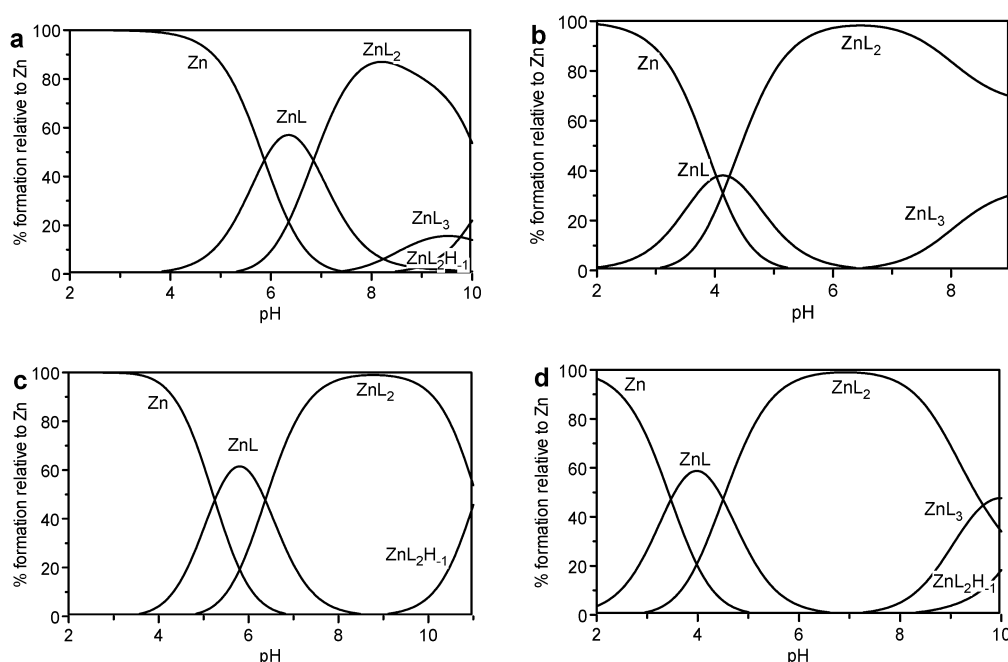 a
% formation relative to Zn
100
80
60
40
20
0
Zn
ZnL
ZnL2
ZnL3
ZnL2H-1
2 4 6 8 10
pH
b
% formation relative to Zn
100
80
60
40
20
0
Zn
ZnL
ZnL2
ZnL3
2 4 6 8
pH
c
% formation relative to Zn
100
80
60
40
20
0
Zn
ZnL
ZnL2
ZnL2H-1
2 4 6 8 10
pH
d
% formation relative to Zn
100
80
60
40
20
0
Zn
ZnL
ZnL2
ZnL3
ZnL2H-1
2 4 6 8 10
pH